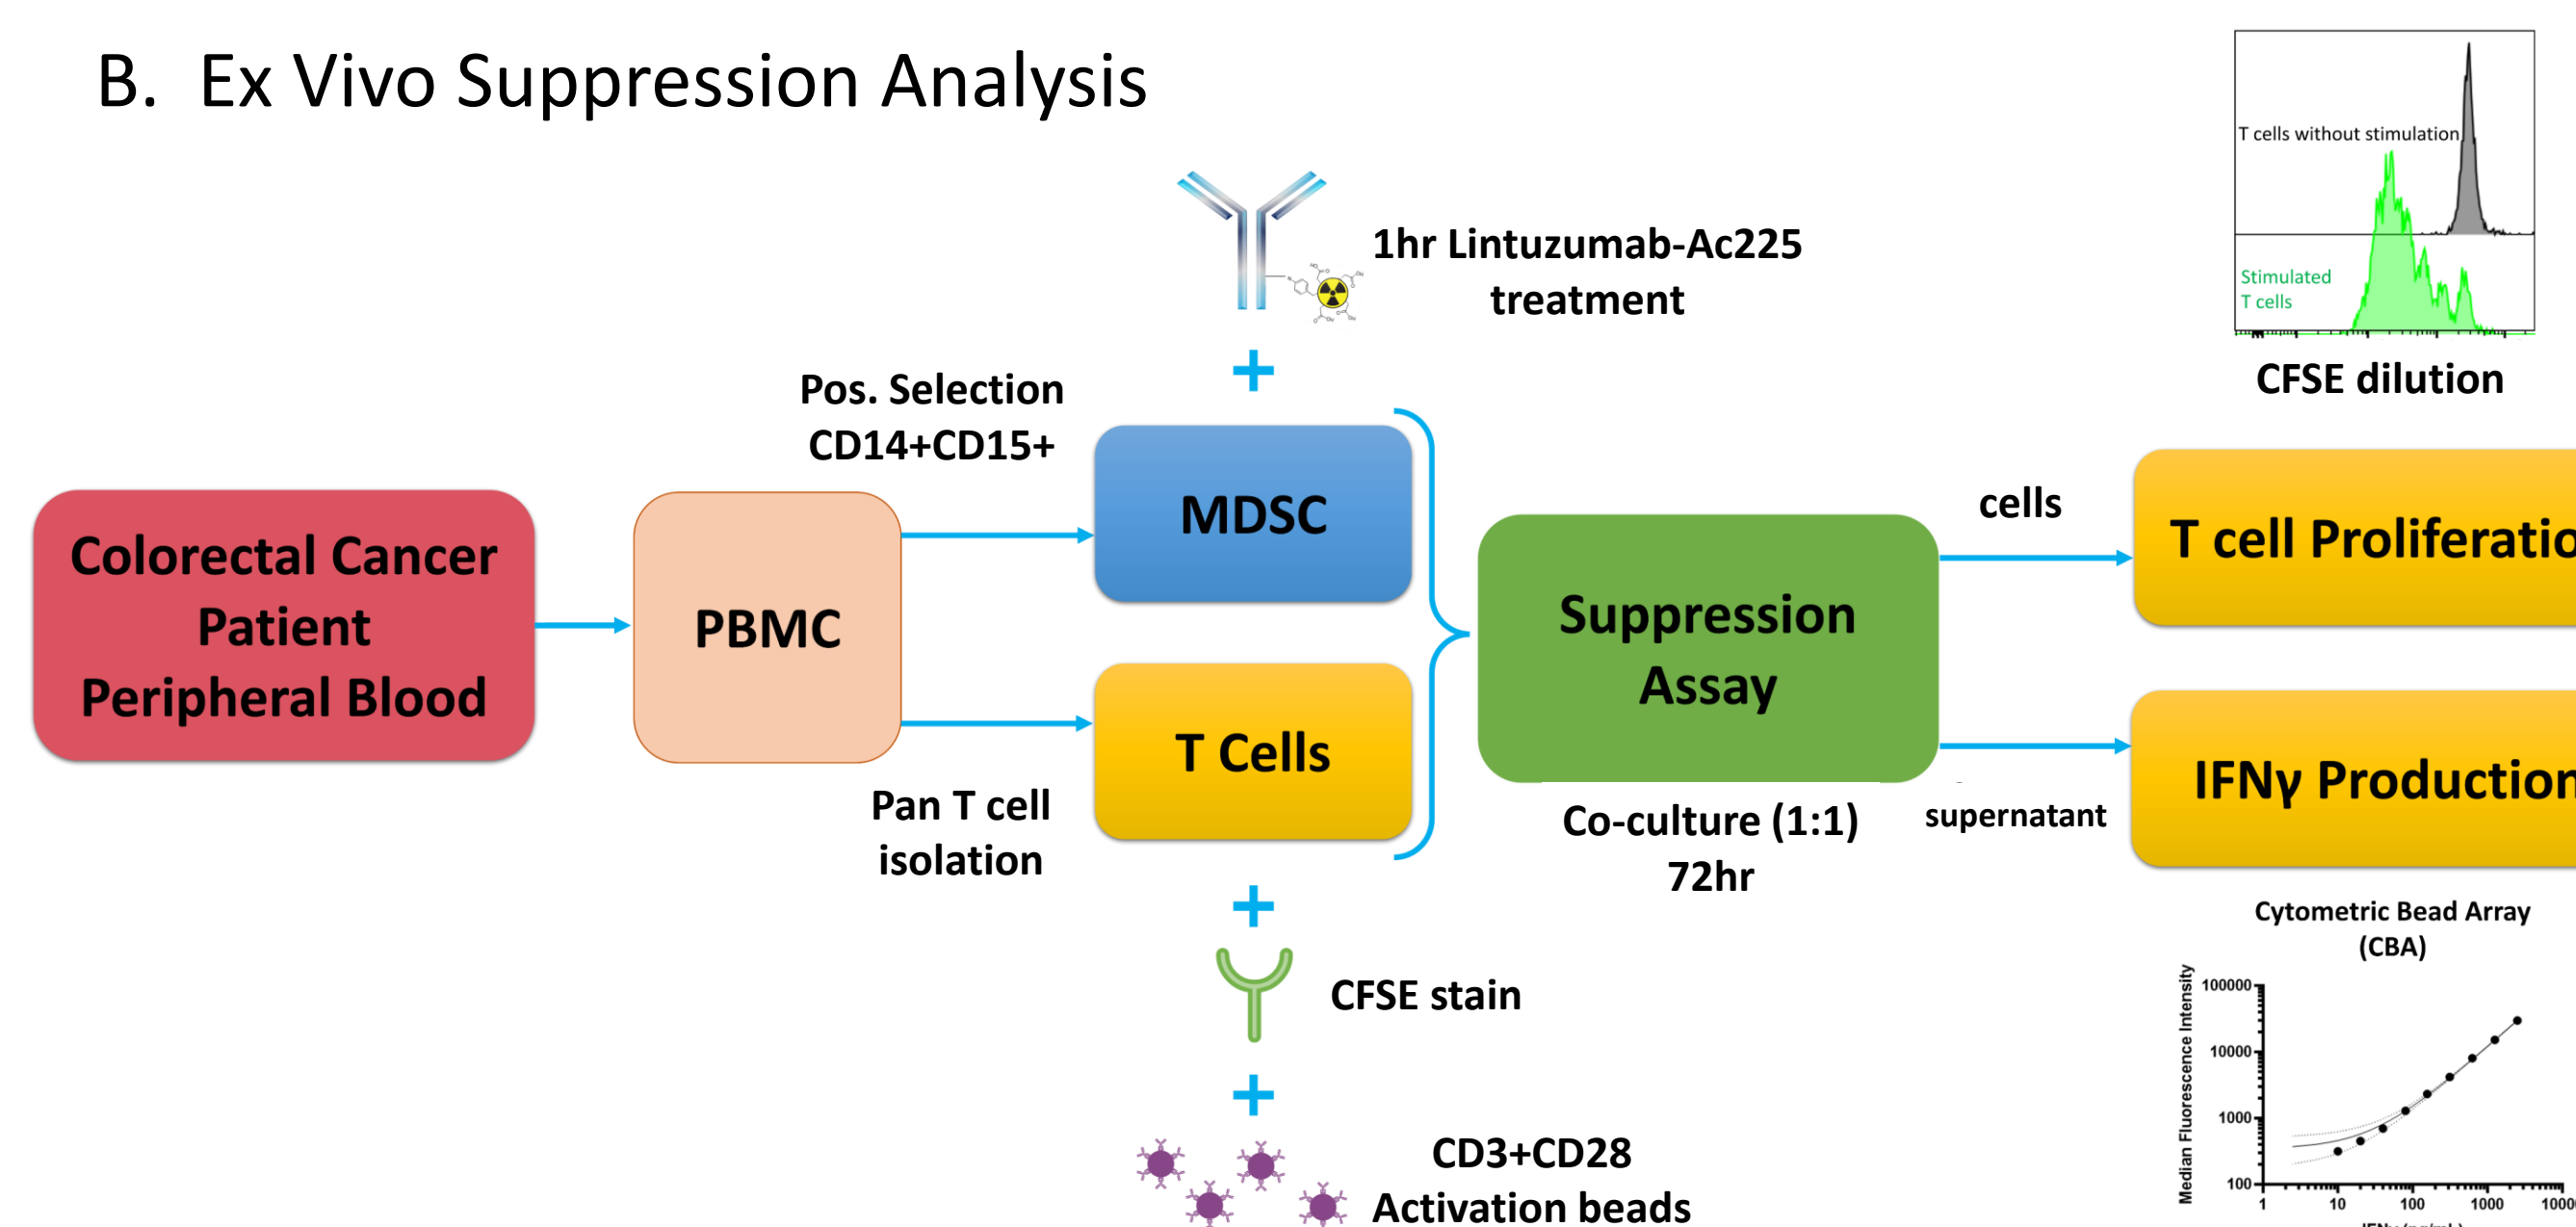 B. Ex Vivo Suppression Analysis
T cells without stimulation
Stimulated
T cells
CFSE dilution
1hr Lintuzumab-Ac225
treatment
Pos. Selection
CD14+CD15+
Colorectal Cancer
Patient
Peripheral Blood
PBMC
MDSC
T Cells
Pan T cell
isolation
Suppression
Assay
Co-culture (1:1)
72hr
cells
supernatant
T cell Proliferatio
IFNγ Production
CFSE stain
CD3+CD28
Activation beads
Cytometric Bead Array
(CBA)
Median Fluorescence Intensity
100000
10000
1000
100
1 10 100 1000 1000